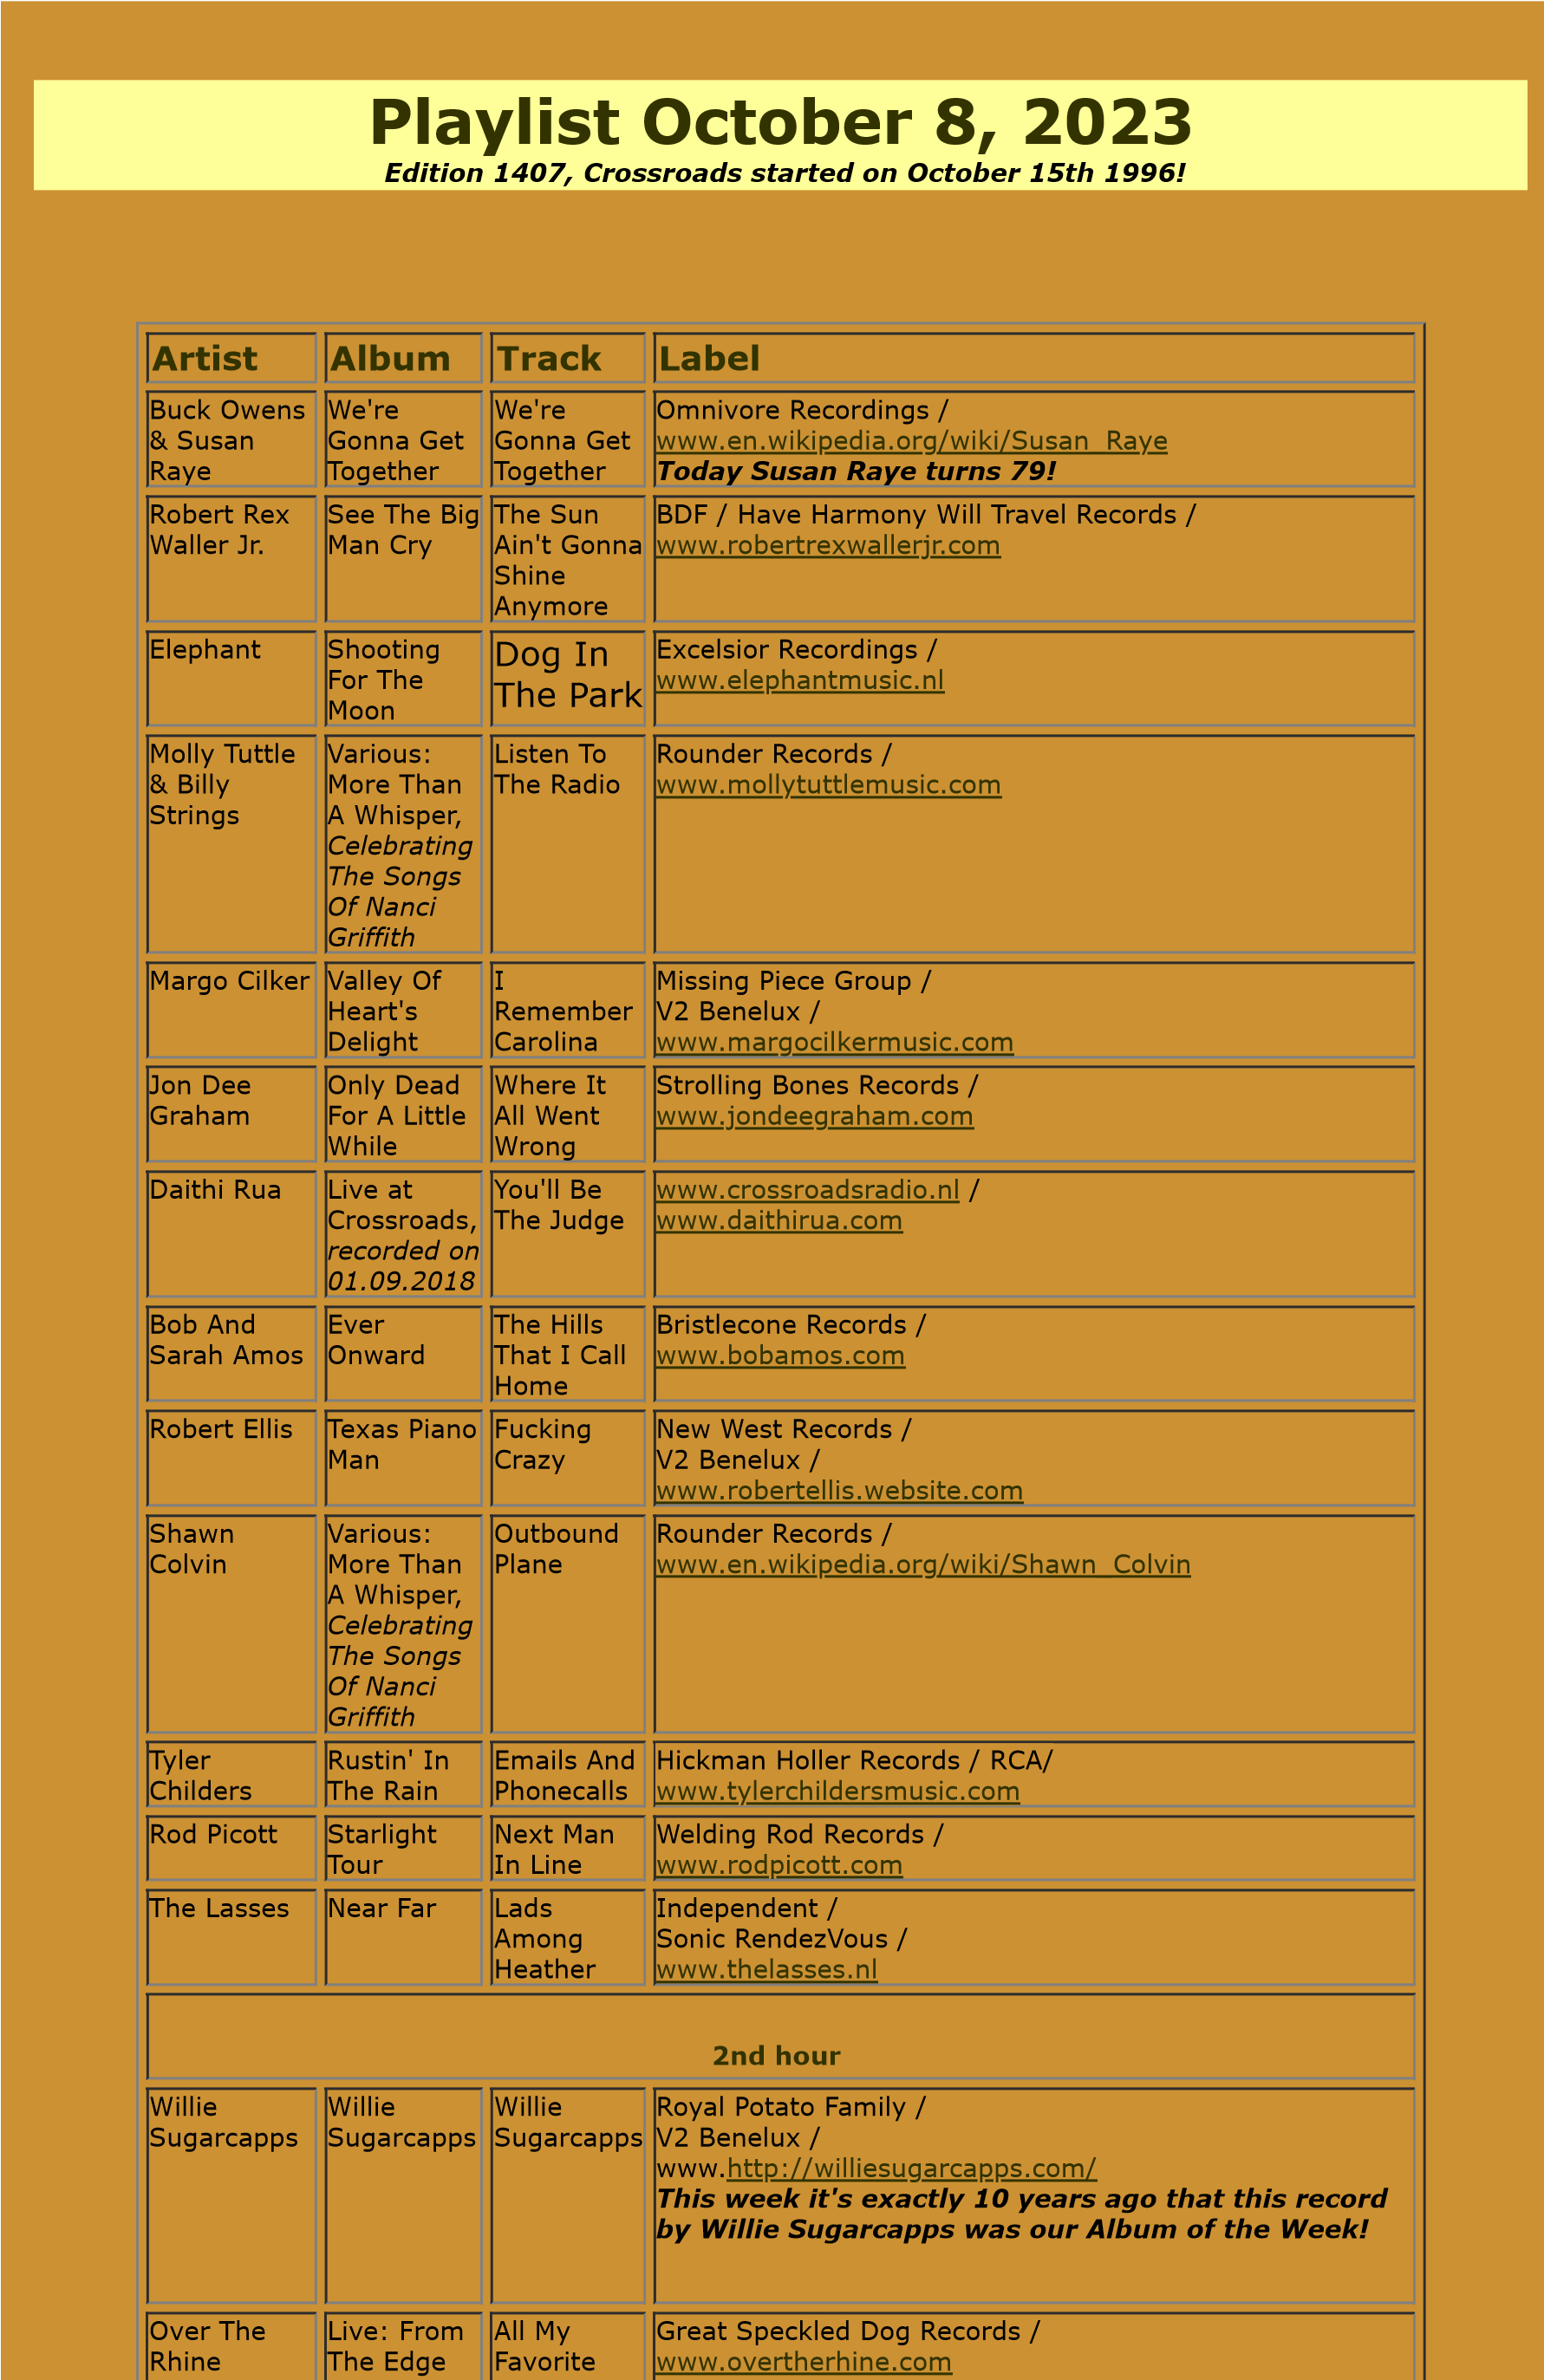 Playlist October 8, 2023
Edition 1407, Crossroads started on October 15th 1996!
Artist
Album
Track
Label
Buck Owens
& Susan
Raye
We're
Gonna Get
Together
We're
Gonna Get
Together
Omnivore Recordings /
www.en.wikipedia.org/wiki/Susan_Raye
Today Susan Raye turns 79!
Robert Rex
Waller Jr.
See The Big
Man Cry
The Sun
Ain't Gonna
Shine
Anymore
BDF / Have Harmony Will Travel Records /
www.robertrexwallerjr.com
Elephant
Shooting
For The
Moon
Dog In
The Park
Excelsior Recordings /
www.elephantmusic.nl
Molly Tuttle
& Billy
Strings
Various:
More Than
A Whisper,
Celebrating
The Songs
Of Nanci
Griffith
Listen To
The Radio
Rounder Records /
www.mollytuttlemusic.com
Margo Cilker
Valley Of
Heart's
Delight
I
Remember
Carolina
Missing Piece Group /
V2 Benelux /
www.margocilkermusic.com
Jon Dee
Graham
Only Dead
For A Little
While
Where It
All Went
Wrong
Strolling Bones Records /
www.jondeegraham.com
Daithi Rua
Live at
Crossroads,
recorded on
01.09.2018
You'll Be
The Judge
www.crossroadsradio.nl /
www.daithirua.com
Bob And
Sarah Amos
Ever
Onward
The Hills
That I Call
Home
Bristlecone Records /
www.bobamos.com
Robert Ellis
Texas Piano
Man
Fucking
Crazy
New West Records /
V2 Benelux /
www.robertellis.website.com
Shawn
Colvin
Various:
More Than
A Whisper,
Celebrating
The Songs
Of Nanci
Griffith
Outbound
Plane
Rounder Records /
www.en.wikipedia.org/wiki/Shawn_Colvin
Tyler
Childers
Rustin' In
The Rain
Emails And
Phonecalls
Hickman Holler Records / RCA/
www.tylerchildersmusic.com
Rod Picott
Starlight
Tour
Next Man
In Line
Welding Rod Records /
www.rodpicott.com
The Lasses
Near Far
Lads
Among
Heather
Independent /
Sonic RendezVous /
www.thelasses.nl
2nd hour
Willie
Sugarcapps
Willie
Sugarcapps
Willie
Sugarcapps
Royal Potato Family /
V2 Benelux /
www.http://williesugarcapps.com/
This week it's exactly 10 years ago that this record
by Willie Sugarcapps was our Album of the Week!
Over The
Rhine
Live: From
The Edge
All My
Favorite
Great Speckled Dog Records /
www.overtherhine.com